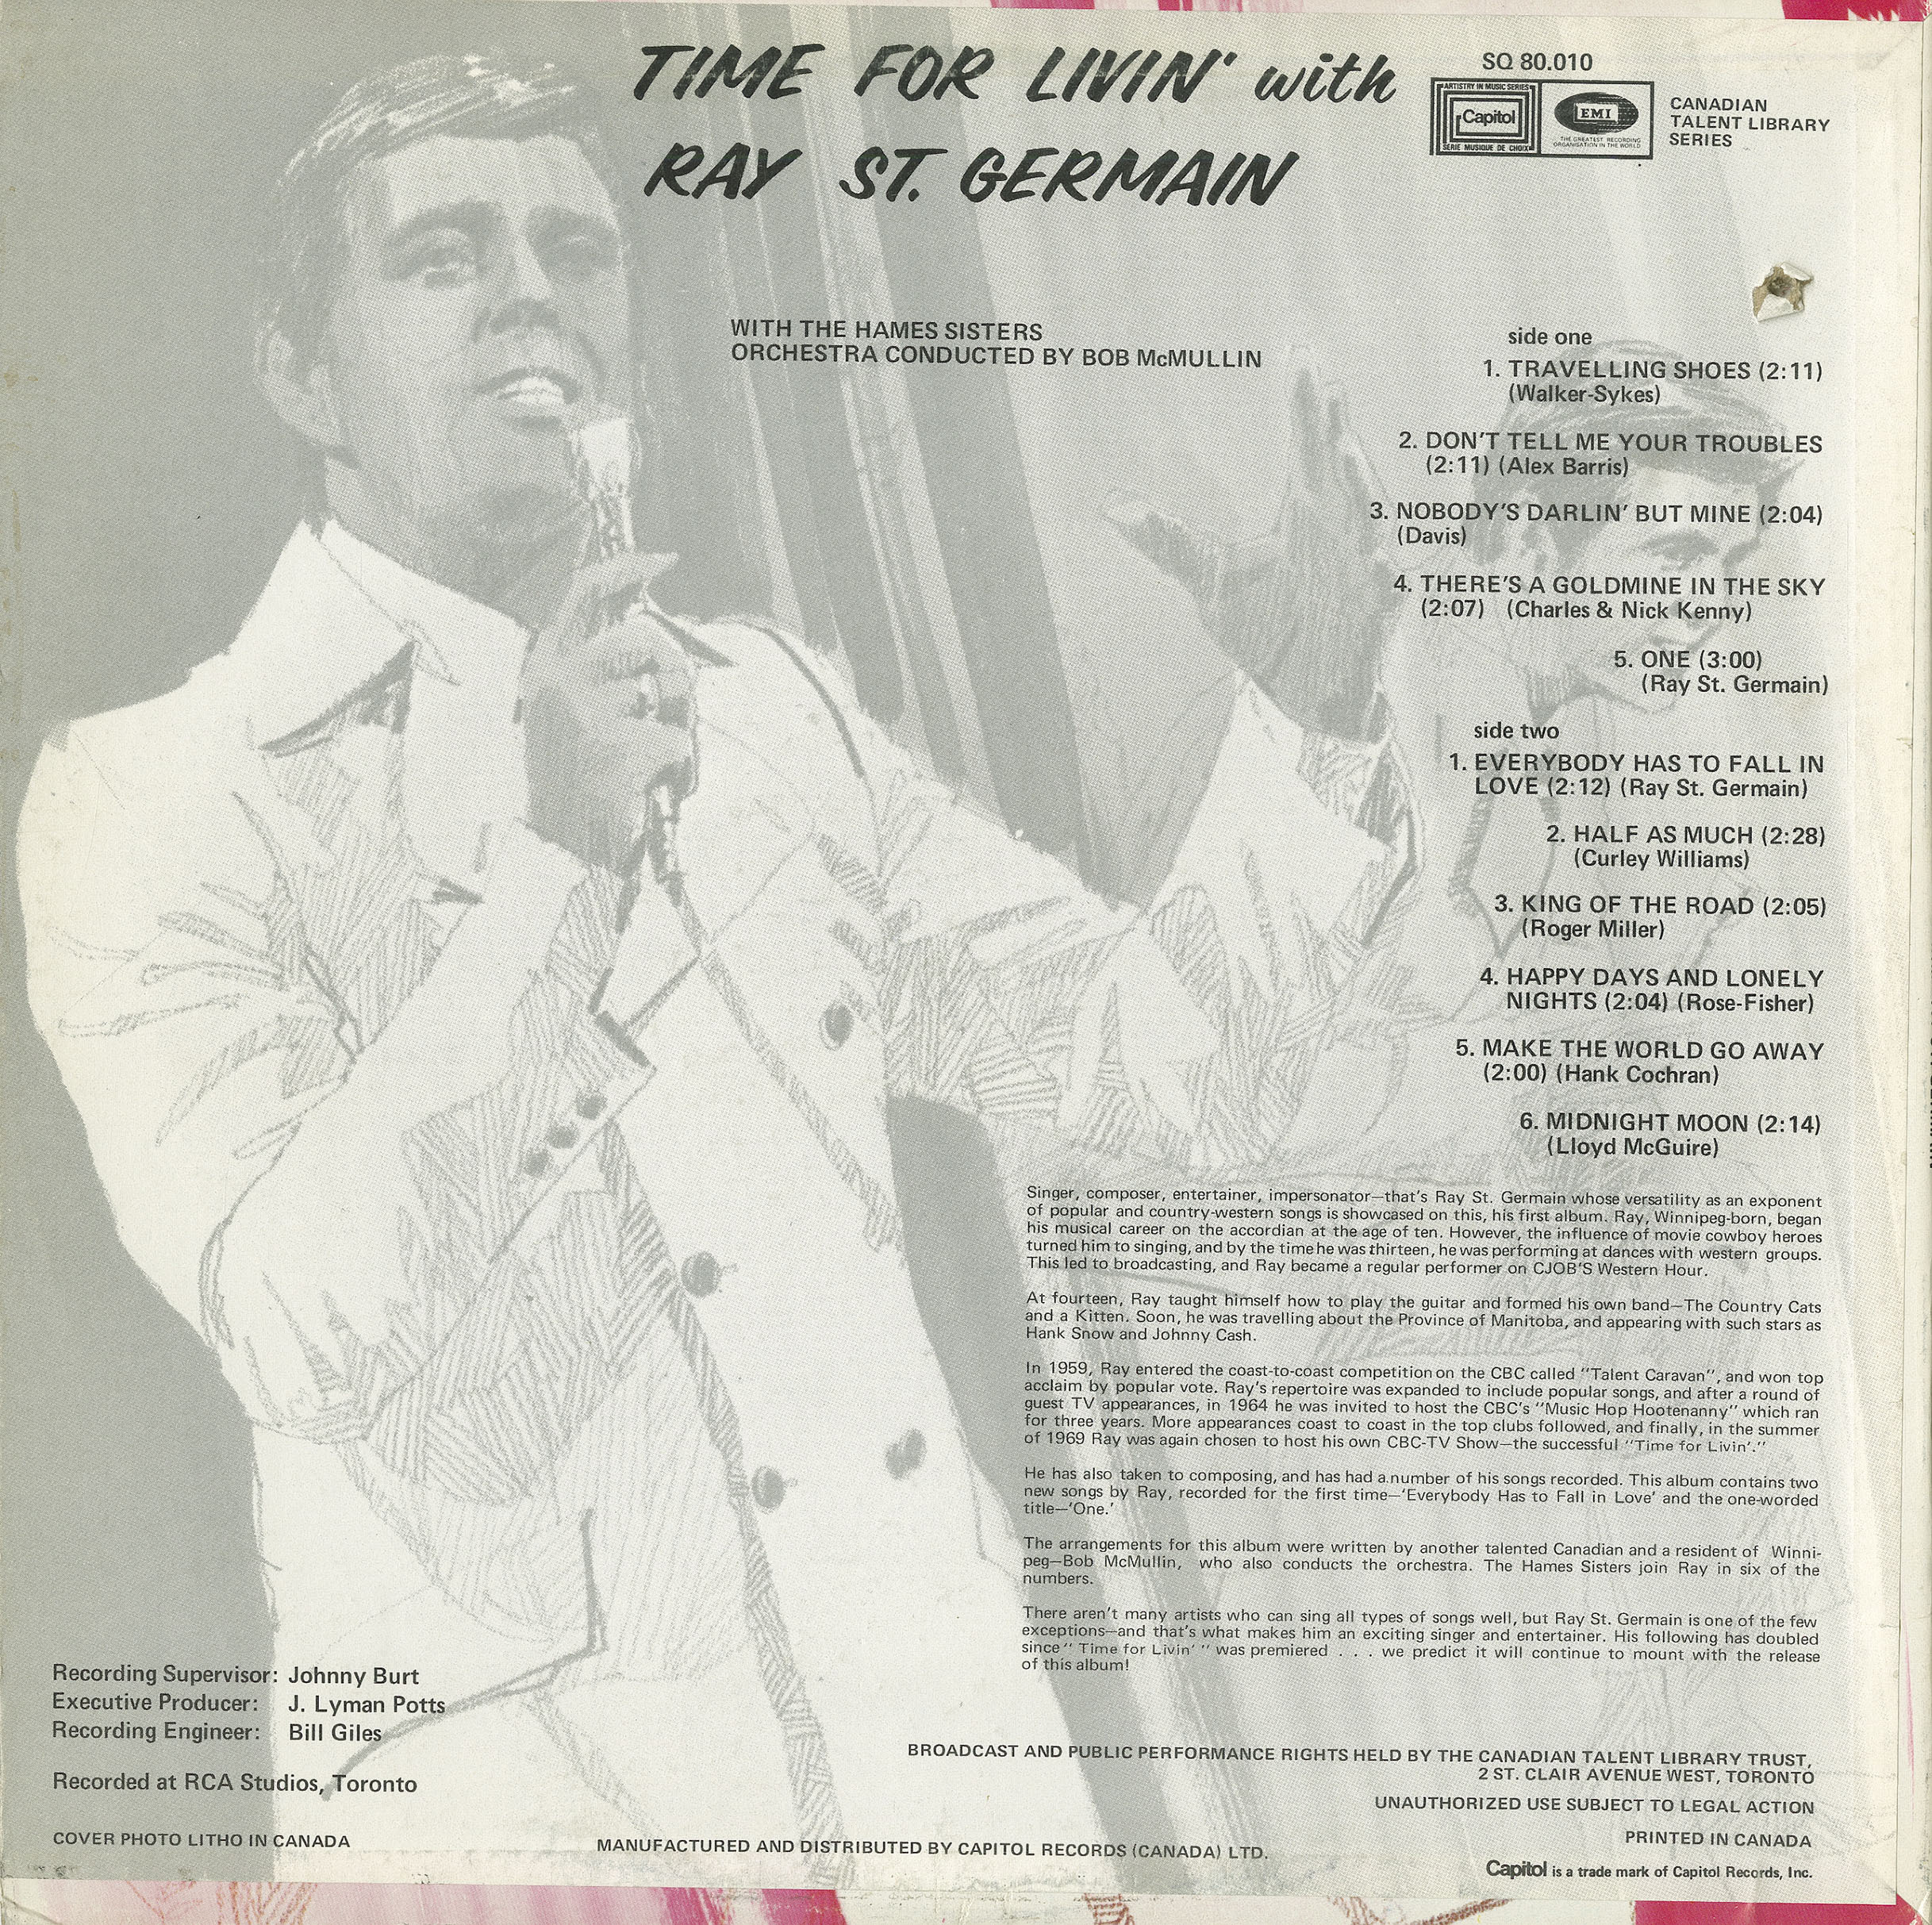 TIME FOR LIVIN' with
RAY ST. GERMAIN
SQ 80.010
ARTISTRY IN MUSIC SERIES
Capitol
SERIE MUSIQUE DE CHOIX
EMI
THE GREATEST RECORDING
ORGANISATION IN THE WORLD
CANADIAN
TALENT LIBRARY
SERIES
WITH THE HAMES SISTERS
ORCHESTRA CONDUCTED BY BOB McMULLIN
side one
1. TRAVELLING SHOES (2:11)
(Walker-Sykes)
2. DON'T TELL ME YOUR TROUBLES
(2:11) (Alex Barris)
3. NOBODY'S DARLIN' BUT MINE (2:04)
(Davis)
4. THERE'S A GOLDMINE IN THE SKY
(2:07) (Charles & Nick Kenny)
5. ONE (3:00)
(Ray St. Germain)
side two
1. EVERYBODY HAS TO FALL IN
LOVE (2:12) (Ray St. Germain)
2. HALF AS MUCH (2:28)
(Curley Williams)
3. KING OF THE ROAD (2:05)
(Roger Miller)
4. HAPPY DAYS AND LONELY
NIGHTS (2:04) (Rose-Fisher)
5. MAKE THE WORLD GO AWAY
(2:00) (Hank Cochran)
6. MIDNIGHT MOON (2:14)
(Lloyd McGuire)
Singer, composer, entertainer, impersonator—that's Ray St. Germain whose versatility as an exponent
of popular and country-western songs is showcased on this, his first album. Ray, Winnipeg-born, began
his musical career on the accordian at the age of ten. However, the influence of movie cowboy heroes
turned him to singing, and by the time he was thirteen, he was performing at dances with western groups.
This led to broadcasting, and Ray became a regular performer on CJOB'S Western Hour.
At fourteen, Ray taught himself how to play the guitar and formed his own band—The Country Cats
and a Kitten. Soon, he was travelling about the Province of Manitoba, and appearing with such stars as
Hank Snow and Johnny Cash.
In 1959, Ray entered the coast-to-coast competition on the CBC called "Talent Caravan", and won top
acclaim by popular vote. Ray's repertoire was expanded to include popular songs, and after a round of
guest TV appearances, in 1964 he was invited to host the CBC's "Music Hop Hootenanny" which ran
for three years. More appearances coast to coast in the top clubs followed, and finally, in the summer
of 1969 Ray was again chosen to host his own CBC-TV Show—the successful "Time for Livin'."
He has also taken to composing, and has had a number of his songs recorded. This album contains two
new songs by Ray, recorded for the first time—'Everybody Has to Fall in Love' and the one-worded
title—'One.'
The arrangements for this album were written by another talented Canadian and a resident of Winni-
peg—Bob McMullin, who also conducts the orchestra. The Hames Sisters join Ray in six of the
numbers.
There aren't many artists who can sing all types of songs well, but Ray St. Germain is one of the few
exceptions—and that's what makes him an exciting singer and entertainer. His following has doubled
since " Time for Livin' " was premiered . . . we predict it will continue to mount with the release
of this album!
Recording Supervisor: Johnny Burt
Executive Producer: J. Lyman Potts
Recording Engineer: Bill Giles
Recorded at RCA Studios, Toronto
BROADCAST AND PUBLIC PERFORMANCE RIGHTS HELD BY THE CANADIAN TALENT LIBRARY TRUST,
2 ST. CLAIR AVENUE WEST, TORONTO
UNAUTHORIZED USE SUBJECT TO LEGAL ACTION
COVER PHOTO LITHO IN CANADA
MANUFACTURED AND DISTRIBUTED BY CAPITOL RECORDS (CANADA) LTD.
PRINTED IN CANADA
Capitol is a trade mark of Capitol Records, Inc.